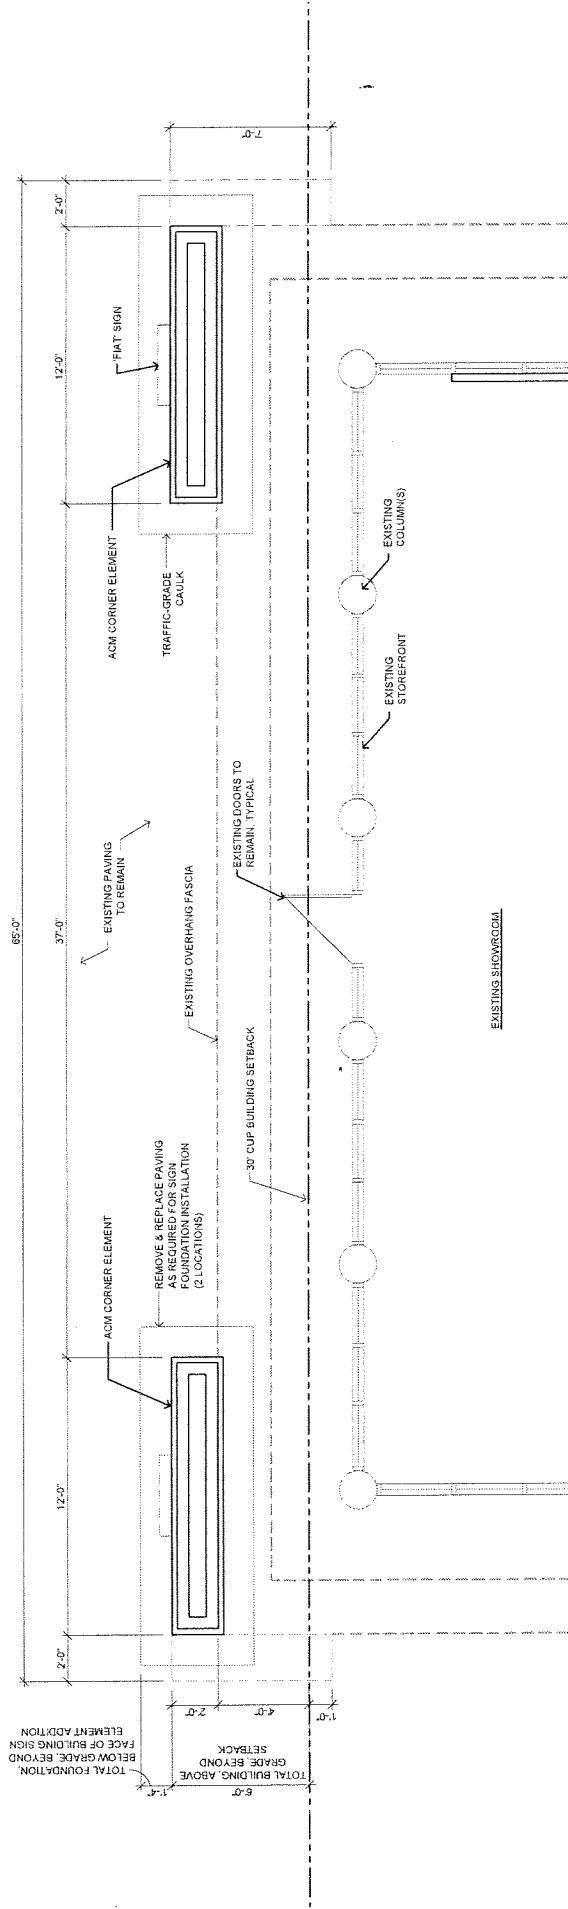 65'-0"
2'-0"
12'-0"
37'-0"
12'-0"
2'-0"
TOTAL FOUNDATION,
BELOW GRADE, BEYOND
FACE OF BUILDING SIGN
ELEMENT ADDITION
1'-4"
TOTAL BUILDING, ABOVE
GRADE, BEYOND
SETBACK
6'-0"
2'-0"
4'-0"
1'-0"
7'-0"
ACM CORNER ELEMENT
REMOVE & REPLACE PAVING
AS REQUIRED FOR SIGN
FOUNDATION INSTALLATION
(2 LOCATIONS)
EXISTING PAVING
TO REMAIN
EXISTING OVERHANG FASCIA
30' CUP BUILDING SETBACK
EXISTING DOORS TO
REMAIN, TYPICAL
ACM CORNER ELEMENT
TRAFFIC-GRADE
CAULK
'FIAT' SIGN
EXISTING
STOREFRONT
EXISTING
COLUMN(S)
EXISTING SHOWROOM